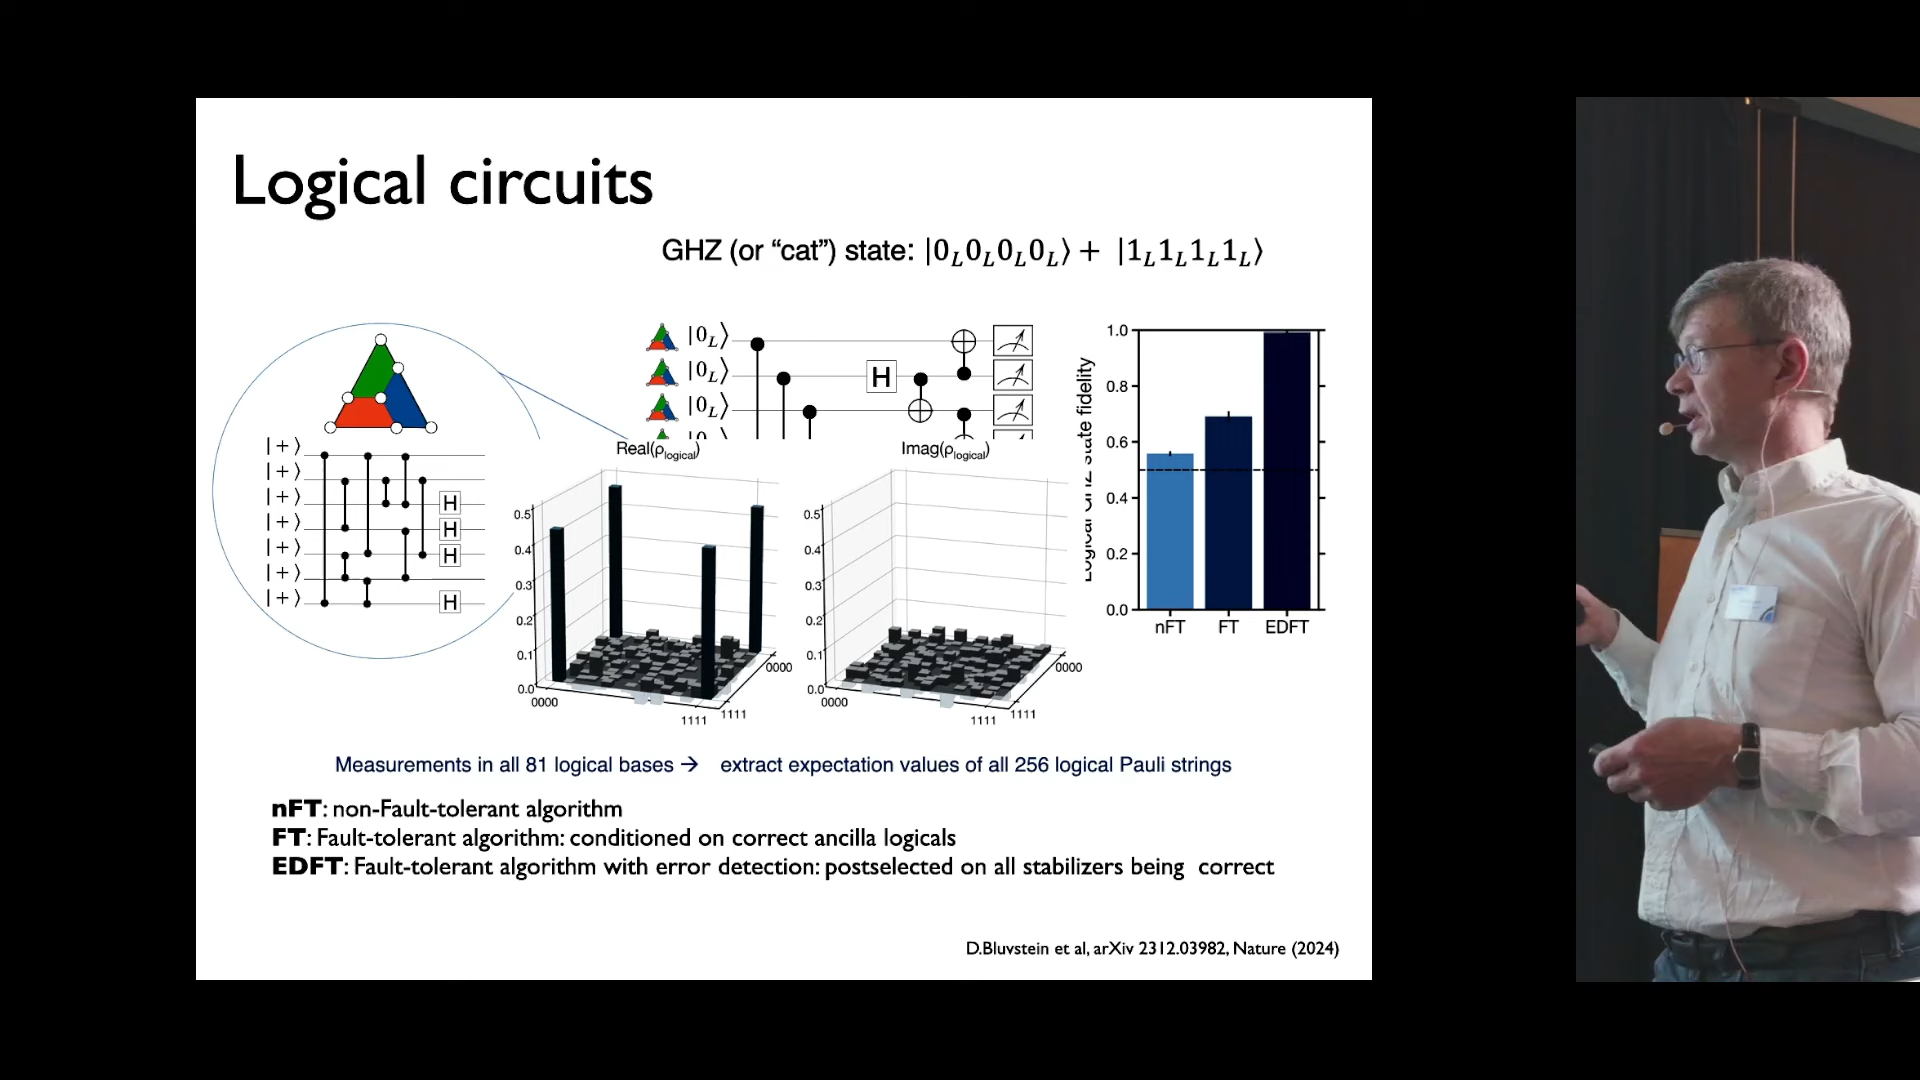 Logical circuits
GHZ (or “cat”) state: |0_L0_L0_L0_L⟩ + |1_L1_L1_L1_L⟩
|0_L⟩
|0_L⟩ H
|0_L⟩
|+⟩
|+⟩
|+⟩ H
|+⟩ H
|+⟩ H
|+⟩
|+⟩ H
Real(ρ_logical)
0.5
0.4
0.3
0.2
0.1
0.0
0000
1111
1111
0000
Imag(ρ_logical)
0.5
0.4
0.3
0.2
0.1
0.0
0000
1111
1111
0000
Logical GHZ state fidelity
1.0
0.8
0.6
0.4
0.2
0.0
nFT FT EDFT
Measurements in all 81 logical bases → extract expectation values of all 256 logical Pauli strings
nFT: non-Fault-tolerant algorithm
FT: Fault-tolerant algorithm: conditioned on correct ancilla logicals
EDFT: Fault-tolerant algorithm with error detection: postselected on all stabilizers being correct
D.Bluvstein et al, arXiv 2312.03982, Nature (2024)